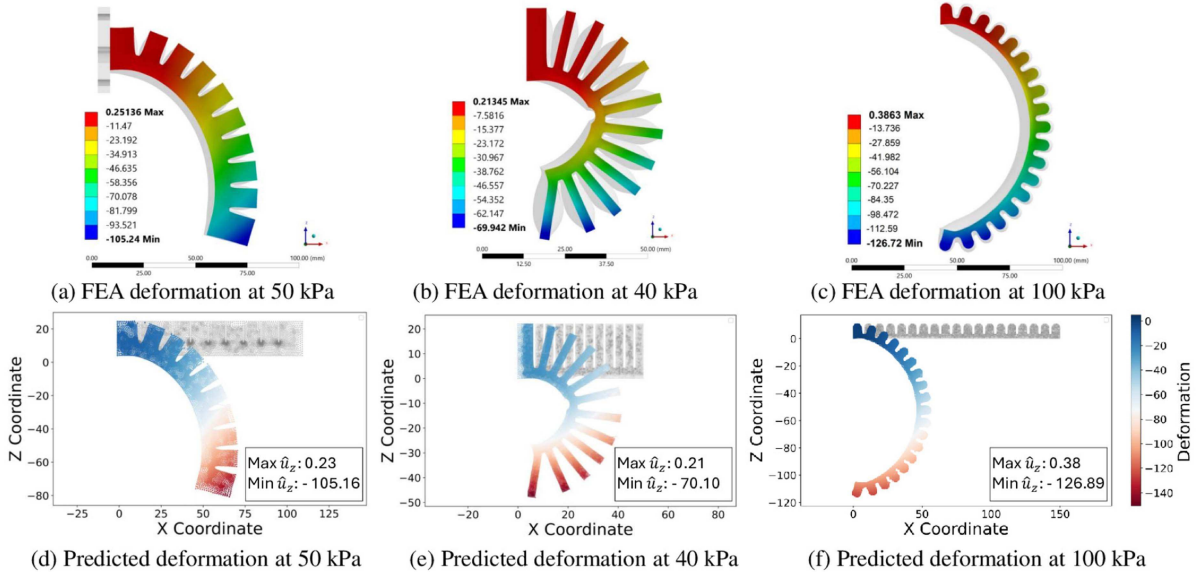 0.25136 Max
-11.47
-23.192
-34.913
-46.635
-58.356
-70.078
-81.799
-93.521
-105.24 Min
0.00 50.00 100.00 (mm)
25.00 75.00
(a) FEA deformation at 50 kPa
0.21345 Max
-7.5816
-15.377
-23.172
-30.967
-38.762
-46.557
-54.352
-62.147
-69.942 Min
0.00 25.00 50.00 (mm)
12.50 37.50
(b) FEA deformation at 40 kPa
0.3863 Max
-13.736
-27.859
-41.982
-56.104
-70.227
-84.35
-98.472
-112.59
-126.72 Min
0.00 50.00 100.00 (mm)
25.00 75.00
(c) FEA deformation at 100 kPa
Z Coordinate
20
0
−20
−40
−60
−80
Max û_z: 0.23
Min û_z: - 105.16
−25 0 25 50 75 100 125
X Coordinate
(d) Predicted deformation at 50 kPa
Z Coordinate
20
10
0
−10
−20
−30
−40
−50
Max û_z: 0.21
Min û_z: - 70.10
−40 −20 0 20 40 60 80
X Coordinate
(e) Predicted deformation at 40 kPa
Z Coordinate
0
−20
−40
−60
−80
−100
−120
Max û_z: 0.38
Min û_z: - 126.89
−50 0 50 100 150
X Coordinate
(f) Predicted deformation at 100 kPa
0
−20
−40
−60
−80
−100
−120
−140
Deformation